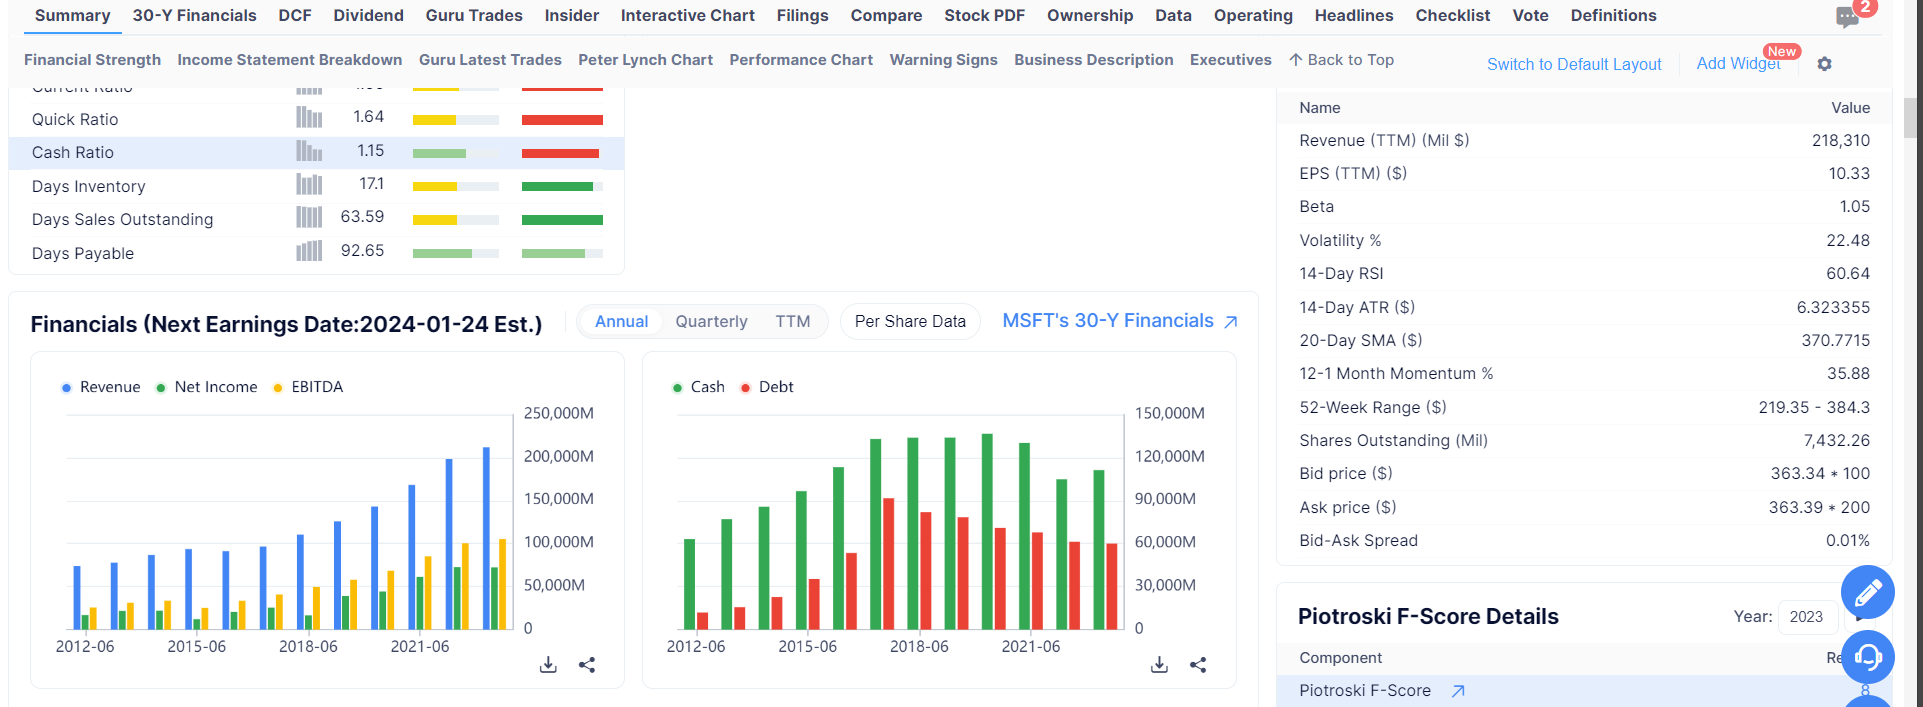 Summary 30-Y Financials DCF Dividend Guru Trades Insider Interactive Chart Filings Compare Stock PDF Ownership Data Operating Headlines Checklist Vote Definitions 2
Financial Strength Income Statement Breakdown Guru Latest Trades Peter Lynch Chart Performance Chart Warning Signs Business Description Executives ↑ Back to Top Switch to Default Layout Add Widget New
Current Ratio
Quick Ratio 1.64
Cash Ratio 1.15
Days Inventory 17.1
Days Sales Outstanding 63.59
Days Payable 92.65
Financials (Next Earnings Date:2024-01-24 Est.) Annual Quarterly TTM Per Share Data MSFT's 30-Y Financials
Revenue Net Income EBITDA
250,000M
200,000M
150,000M
100,000M
50,000M
0
2012-06 2015-06 2018-06 2021-06
Cash Debt
150,000M
120,000M
90,000M
60,000M
30,000M
0
2012-06 2015-06 2018-06 2021-06
Name Value
Revenue (TTM) (Mil $) 218,310
EPS (TTM) ($) 10.33
Beta 1.05
Volatility % 22.48
14-Day RSI 60.64
14-Day ATR ($) 6.323355
20-Day SMA ($) 370.7715
12-1 Month Momentum % 35.88
52-Week Range ($) 219.35 - 384.3
Shares Outstanding (Mil) 7,432.26
Bid price ($) 363.34 * 100
Ask price ($) 363.39 * 200
Bid-Ask Spread 0.01%
Piotroski F-Score Details Year: 2023
Component
Piotroski F-Score 8